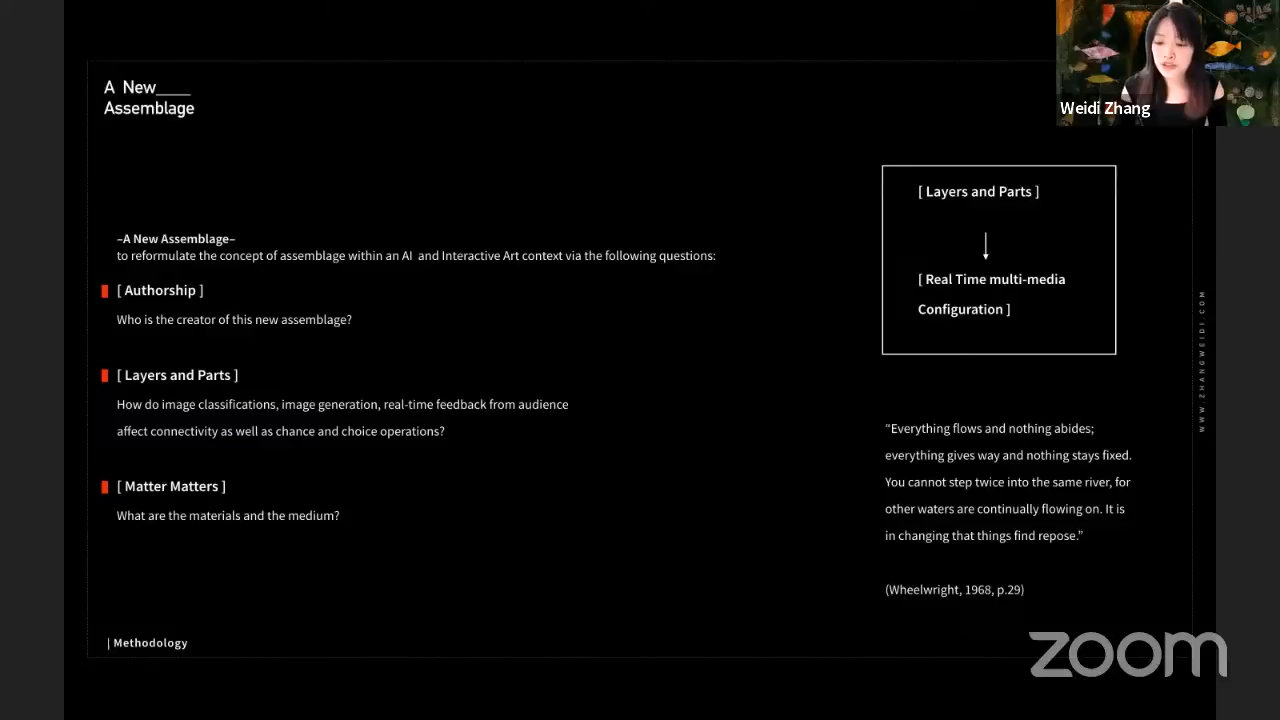 A New____
Assemblage
Weidi Zhang
–A New Assemblage–
to reformulate the concept of assemblage within an AI and Interactive Art context via the following questions:
[ Authorship ]
Who is the creator of this new assemblage?
[ Layers and Parts ]
How do image classifications, image generation, real-time feedback from audience
affect connectivity as well as chance and choice operations?
[ Matter Matters ]
What are the materials and the medium?
[ Layers and Parts ]
[ Real Time multi-media
Configuration ]
“Everything flows and nothing abides;
everything gives way and nothing stays fixed.
You cannot step twice into the same river, for
other waters are continually flowing on. It is
in changing that things find repose.”
(Wheelwright, 1968, p.29)
WWW.ZHANGWEIDI.COM
| Methodology
zoom